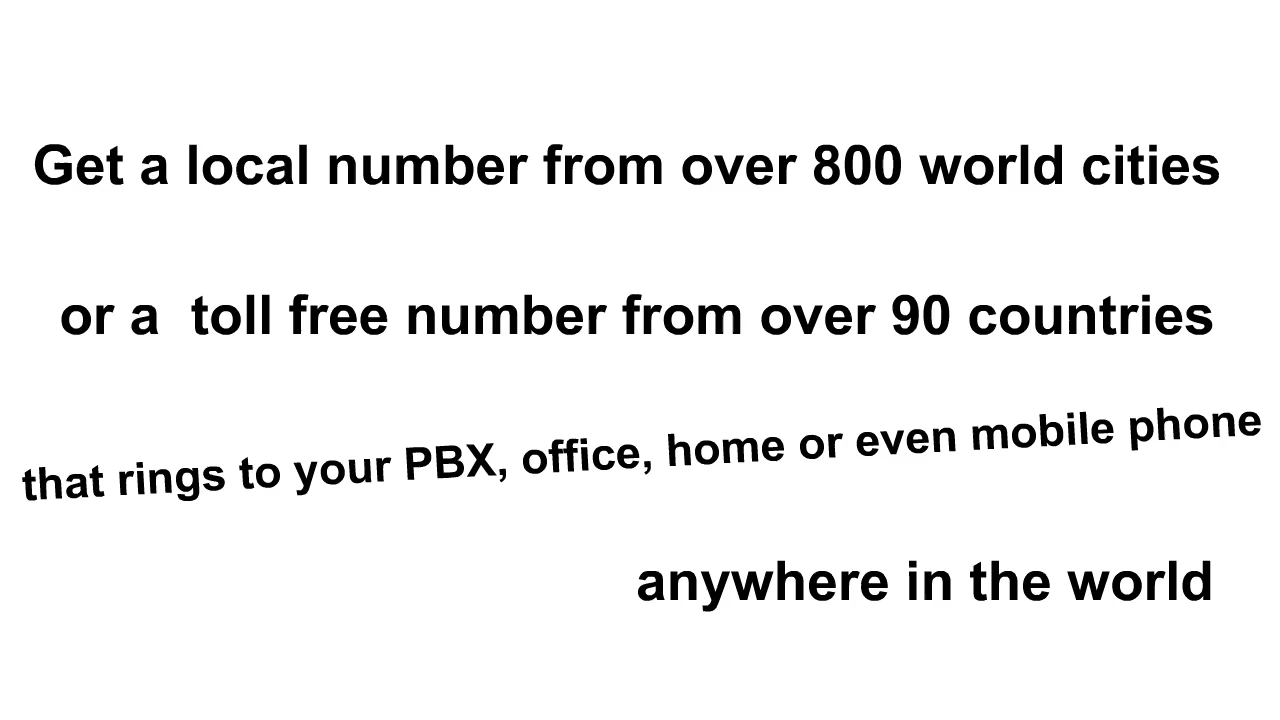 Get a local number from over 800 world cities
or a  toll free number from over 90 countries
that rings to your PBX, office, home or even mobile phone
anywhere in the world